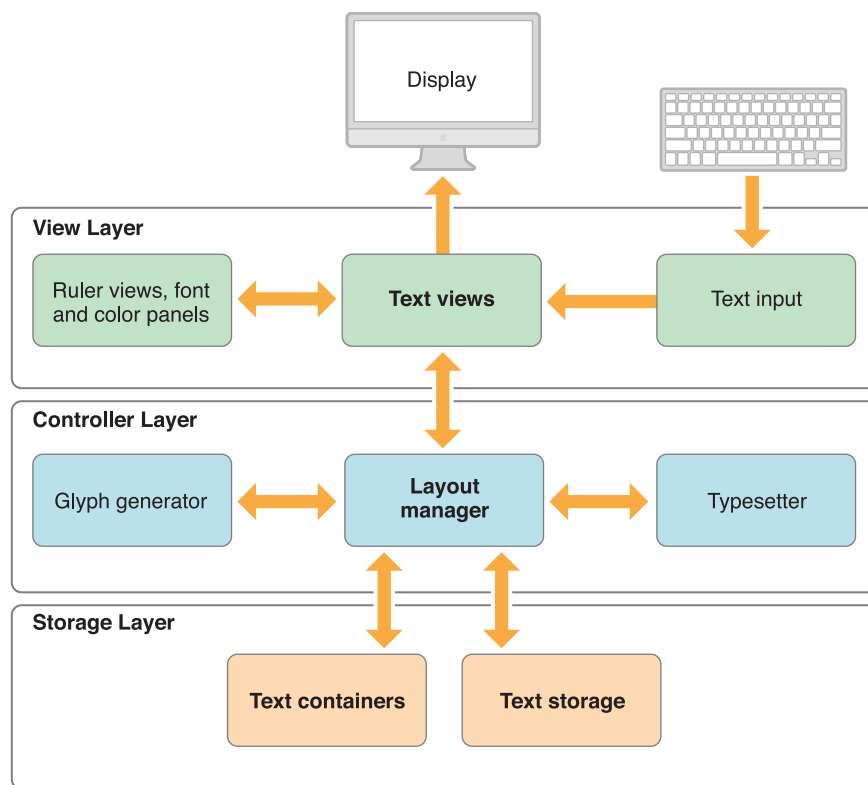 Display
View Layer
Ruler views, font
and color panels
Text views
Text input
Controller Layer
Glyph generator
Layout
manager
Typesetter
Storage Layer
Text containers
Text storage